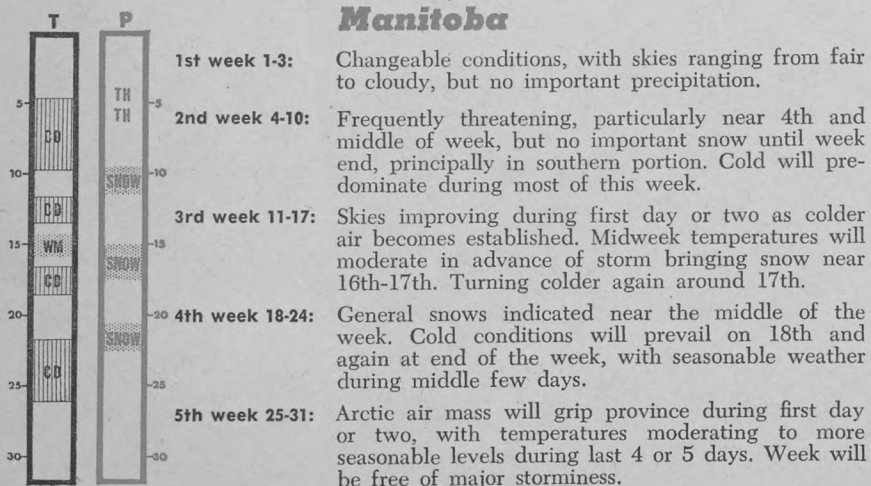 Manitoba
T P
5
10
15
20
25
30
CD
CD
WM
CD
CD
TH
TH
SNOW
SNOW
SNOW
5
10
15
20
25
30
1st week 1-3: Changeable conditions, with skies ranging from fair
to cloudy, but no important precipitation.
2nd week 4-10: Frequently threatening, particularly near 4th and
middle of week, but no important snow until week
end, principally in southern portion. Cold will pre-
dominate during most of this week.
3rd week 11-17: Skies improving during first day or two as colder
air becomes established. Midweek temperatures will
moderate in advance of storm bringing snow near
16th-17th. Turning colder again around 17th.
4th week 18-24: General snows indicated near the middle of the
week. Cold conditions will prevail on 18th and
again at end of the week, with seasonable weather
during middle few days.
5th week 25-31: Arctic air mass will grip province during first day
or two, with temperatures moderating to more
seasonable levels during last 4 or 5 days. Week will
be free of major storminess.